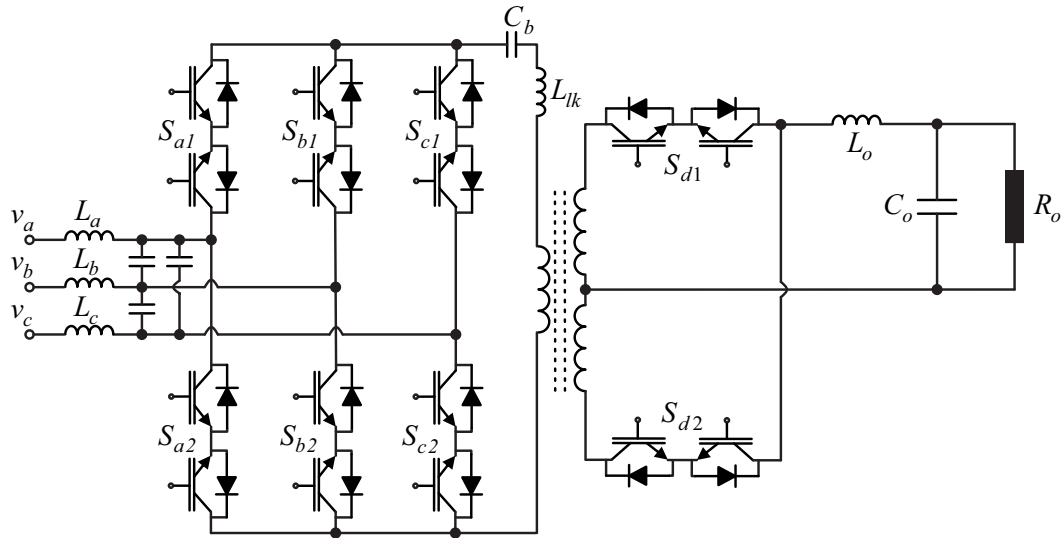 C_b
L_lk
S_a1 S_b1 S_c1
S_d1
L_o
C_o
R_o
v_a L_a
v_b L_b
v_c L_c
S_a2 S_b2 S_c2
S_d2